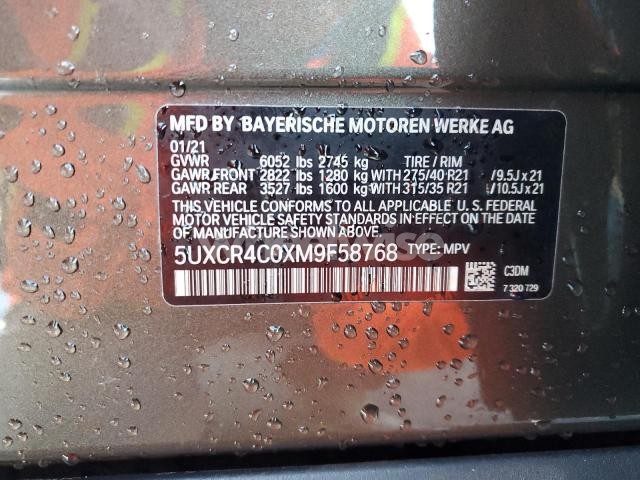 MFD BY BAYERISCHE MOTOREN WERKE AG
01/21
GVWR 6052 lbs 2745 kg TIRE / RIM
GAWR FRONT 2822 lbs 1280 kg WITH 275/40 R21 / 9.5J x 21
GAWR REAR 3527 lbs 1600 kg WITH 315/35 R21 / 10.5J x 21
THIS VEHICLE CONFORMS TO ALL APPLICABLE U. S. FEDERAL
MOTOR VEHICLE SAFETY STANDARDS IN EFFECT ON THE DATE
OF MANUFACTURE SHOWN ABOVE.
5UXCR4C0XM9F58768 TYPE: MPV
C3DM
7 320 729